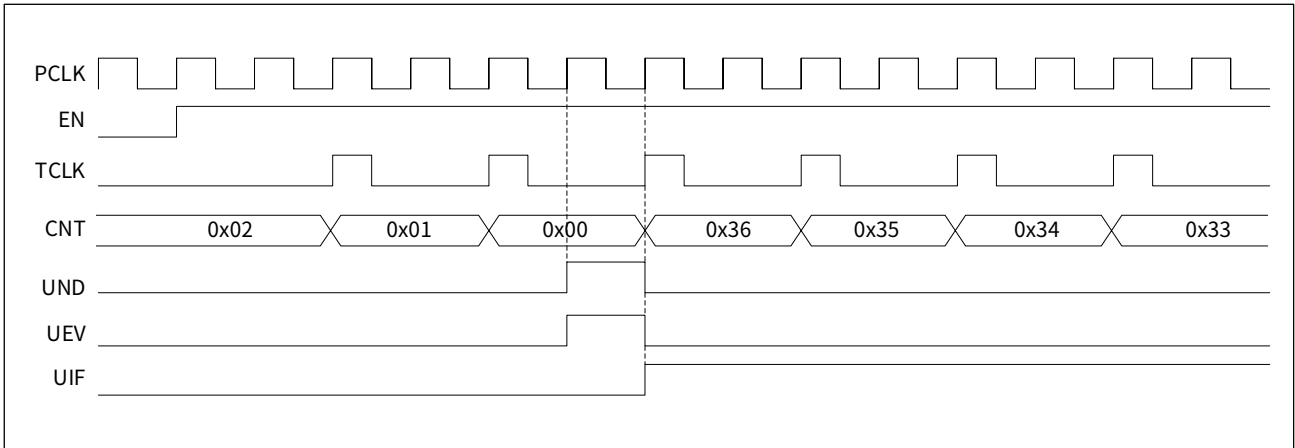 PCLK
EN
TCLK
CNT 0x02 0x01 0x00 0x36 0x35 0x34 0x33
UND
UEV
UIF